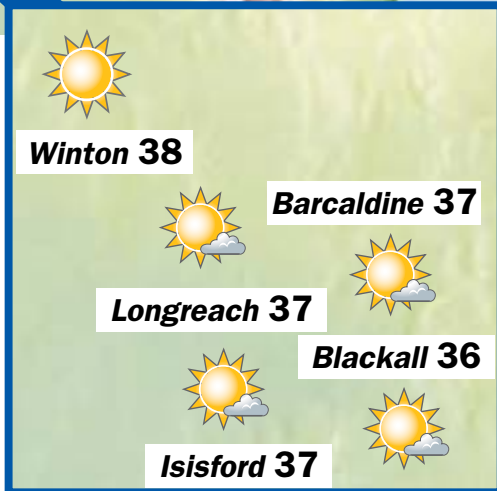 Winton 38
Barcaldine 37
Longreach 37
Blackall 36
Isisford 37